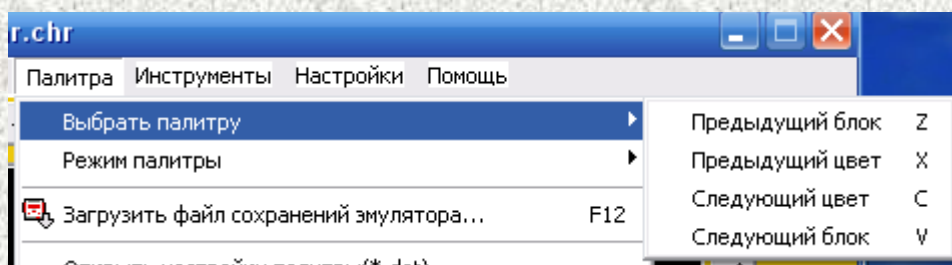 r.chr
Палитра Инструменты Настройки Помощь
Выбрать палитру
Режим палитры
Загрузить файл сохранений эмулятора... F12
Предыдущий блок Z
Предыдущий цвет X
Следующий цвет C
Следующий блок V